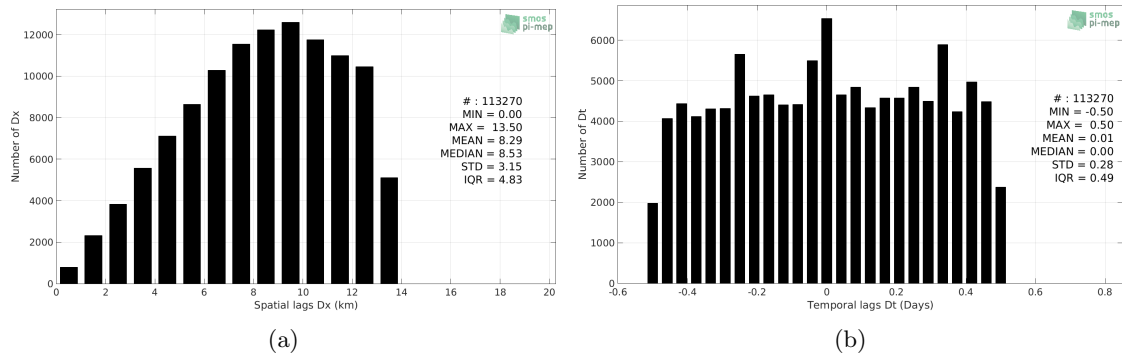 smos
pi-mep
12000
10000
8000
6000
4000
2000
0
Number of Dx
# : 113270
MIN = 0.00
MAX = 13.50
MEAN = 8.29
MEDIAN = 8.53
STD = 3.15
IQR = 4.83
0 2 4 6 8 10 12 14 16 18 20
Spatial lags Dx (km)
(a)
smos
pi-mep
6000
5000
4000
3000
2000
1000
0
Number of Dt
# : 113270
MIN = -0.50
MAX = 0.50
MEAN = 0.01
MEDIAN = 0.00
STD = 0.28
IQR = 0.49
-0.6 -0.4 -0.2 0 0.2 0.4 0.6 0.8
Temporal lags Dt (Days)
(b)